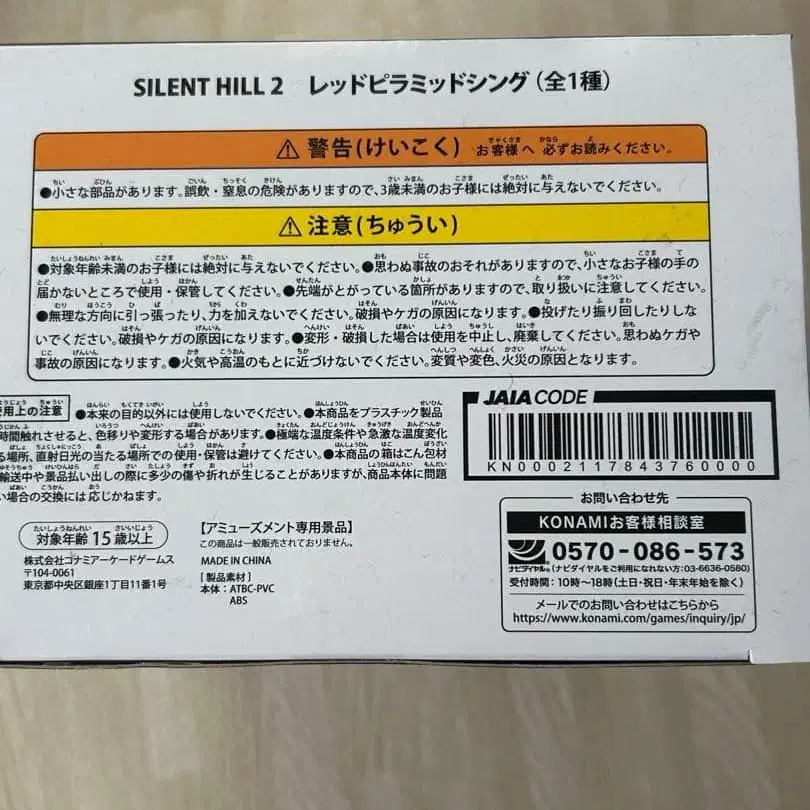 SILENT HILL 2 レッドピラミッドシング（全1種）
⚠ 警告(けいこく) お客様へ 必ずお読みください。
●小さな部品があります。誤飲・窒息の危険がありますので、3歳未満のお子様には絶対に与えないでください。
⚠ 注意(ちゅうい)
●対象年齢未満のお子様には絶対に与えないでください。●思わぬ事故のおそれがありますので、小さなお子様の手の
届かないところで使用・保管してください。●先端がとがっている箇所がありますので、取り扱いに注意してください。
●無理な方向に引っ張ったり、力を加えないでください。破損やケガの原因になります。●投げたり振り回したりしな
いでください。破損やケガの原因になります。●変形・破損した場合は使用を中止し、廃棄してください。思わぬケガや
事故の原因になります。●火気や高温のもとに近づけないでください。変質や変色、火災の原因となります。
用上の注意 ●本来の目的以外には使用しないでください。●本商品をプラスチック製品
時間触れさせると、色移りや変形する場合があります。●極端な温度条件や急激な温度変化
る場所、直射日光の当たる場所での使用・保管は避けてください。●本商品の箱はこん包材
輸送中や景品払い出しの際に多少の傷や折れが生じることがありますが、商品本体に問題
い場合の交換には応じかねます。
対象年齢 15歳以上
株式会社コナミアーケードゲームス
〒104-0061
東京都中央区銀座1丁目11番1号
【アミューズメント専用景品】
この商品は一般販売されておりません。
MADE IN CHINA
[ 製品素材 ]
本体：ATBC-PVC
ABS
JAIA CODE
KN00021178437600​00
お問い合わせ先
KONAMIお客様相談室
ナビダイヤル® 0570-086-573
(ナビダイヤルをご利用になれない方：03-6636-0580)
受付時間：10時～18時(土日・祝日・年末年始を除く)
メールでのお問い合わせはこちらから
https://www.konami.com/games/inquiry/jp/